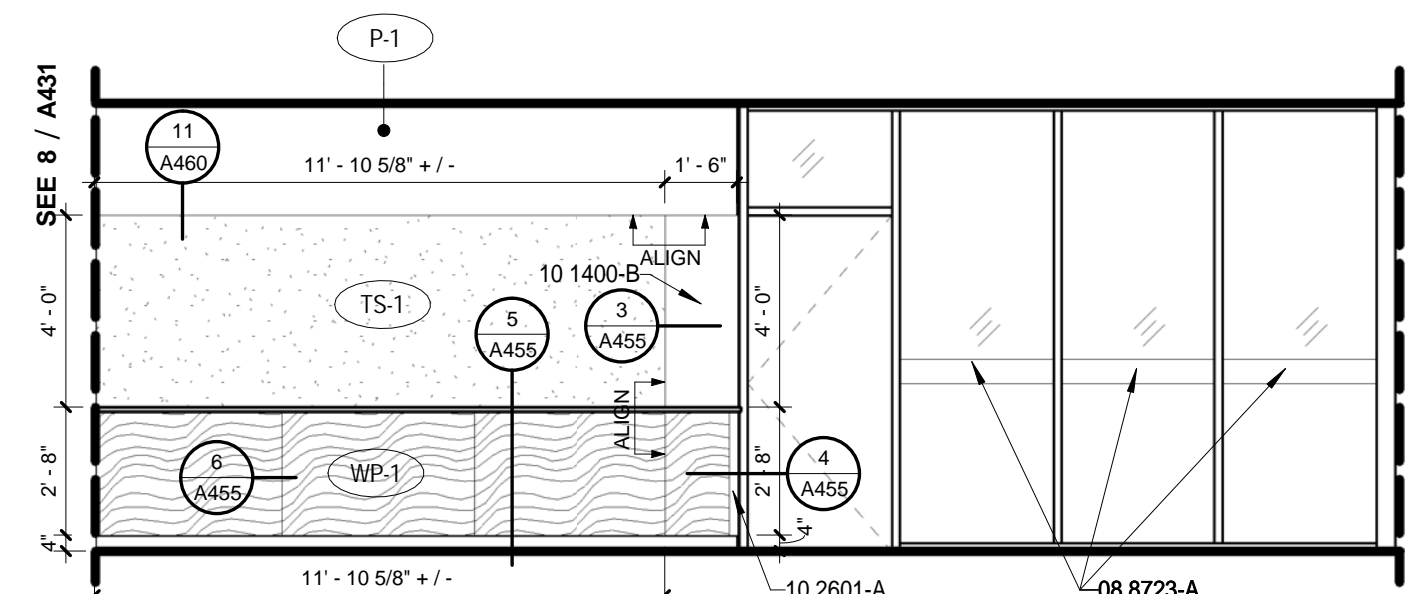 P-1
SEE 8 / A431
11
A460
11' - 10 5/8" + / -
1' - 6"
ALIGN
10 1400-B
TS-1
4' - 0"
5
A455
3
A455
4' - 0"
ALIGN
6
A455
WP-1
2' - 8"
4
A455
2' - 8"
4"
4"
11' - 10 5/8" + / -
10 2601-A
08 8723-A